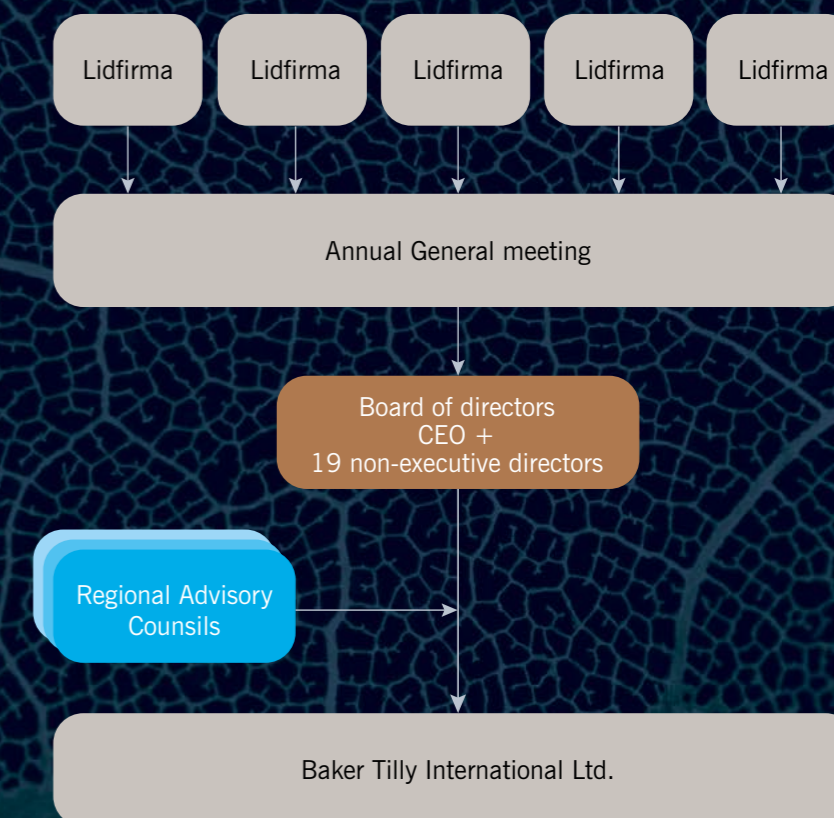 Lidfirma
Lidfirma
Lidfirma
Lidfirma
Lidfirma
Annual General meeting
Board of directors
CEO +
19 non-executive directors
Regional Advisory
Counsils
Baker Tilly International Ltd.